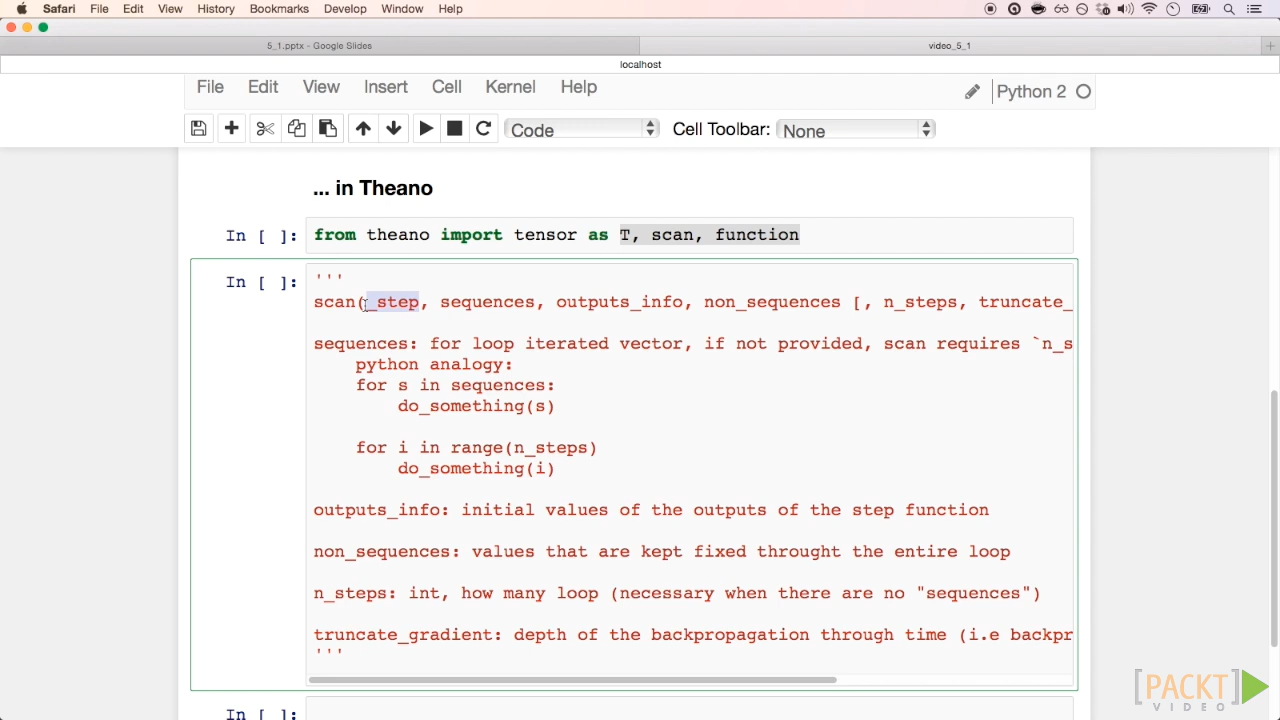 Safari File Edit View History Bookmarks Develop Window Help
5_1.pptx - Google Slides video_5_1
localhost
File Edit View Insert Cell Kernel Help Python 2
Code Cell Toolbar: None
... in Theano
In [ ]: from theano import tensor as T, scan, function
In [ ]: '''
scan(_step, sequences, outputs_info, non_sequences [, n_steps, truncate_
sequences: for loop iterated vector, if not provided, scan requires `n_s
python analogy:
for s in sequences:
do_something(s)
for i in range(n_steps)
do_something(i)
outputs_info: initial values of the outputs of the step function
non_sequences: values that are kept fixed throught the entire loop
n_steps: int, how many loop (necessary when there are no "sequences")
truncate_gradient: depth of the backpropagation through time (i.e backpr
'''
In [ ]:
[PACKT]
VIDEO